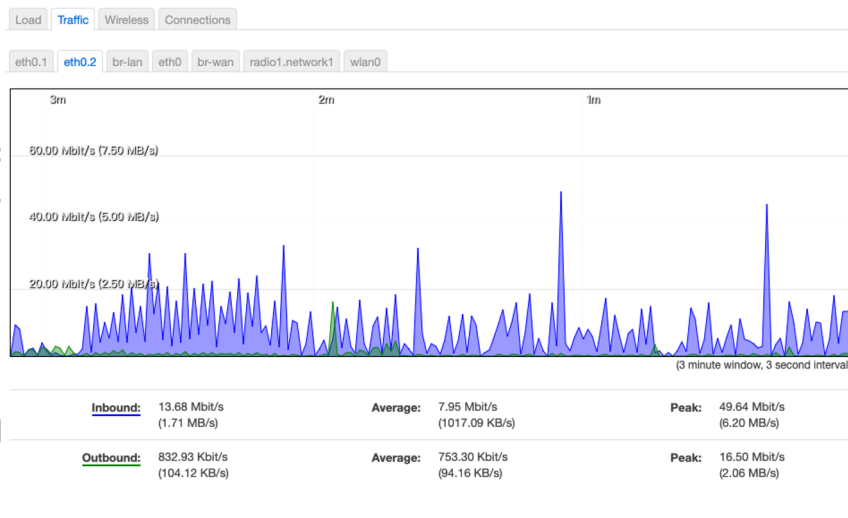 Load Traffic Wireless Connections
eth0.1 eth0.2 br-lan eth0 br-wan radio1.network1 wlan0
3m 2m 1m
60.00 Mbit/s (7.50 MB/s)
40.00 Mbit/s (5.00 MB/s)
20.00 Mbit/s (2.50 MB/s)
(3 minute window, 3 second interval
Inbound: 13.68 Mbit/s Average: 7.95 Mbit/s Peak: 49.64 Mbit/s
(1.71 MB/s) (1017.09 KB/s) (6.20 MB/s)
Outbound: 832.93 Kbit/s Average: 753.30 Kbit/s Peak: 16.50 Mbit/s
(104.12 KB/s) (94.16 KB/s) (2.06 MB/s)